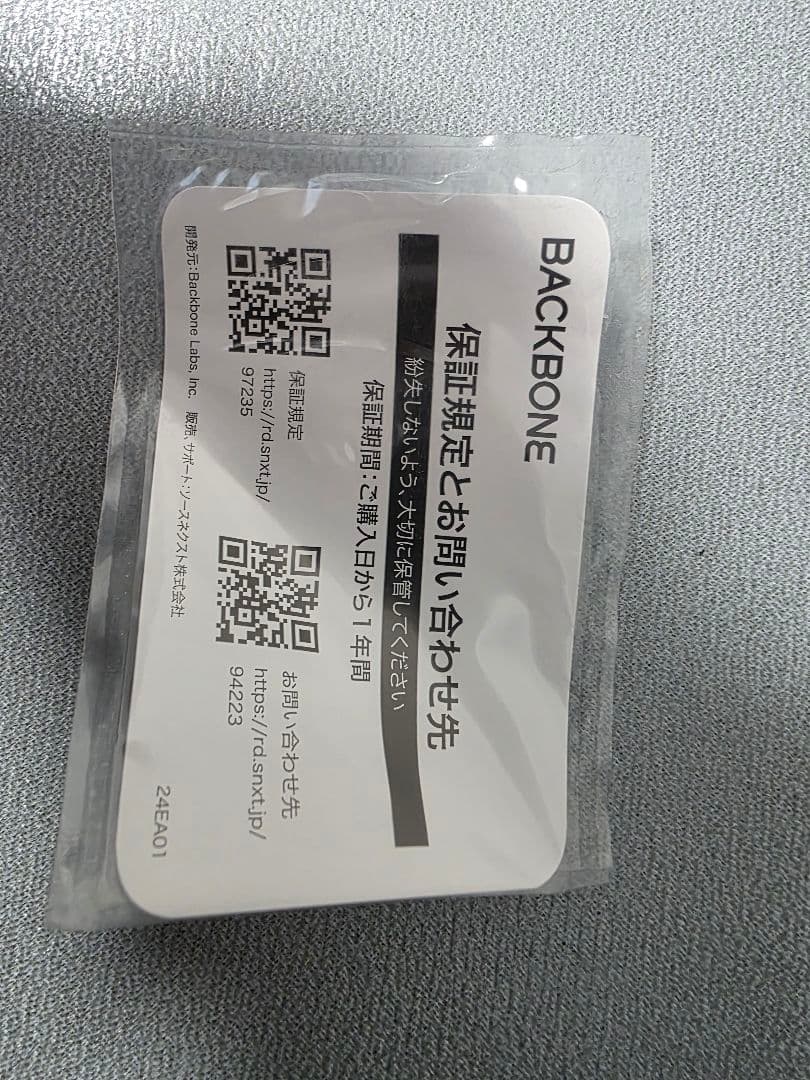 BACKBONE
保証規定とお問い合わせ先
紛失しないよう、大切に保管してください
保証期間：ご購入日から1年間
保証規定
https://rd.snxt.jp/
97235
お問い合わせ先
https://rd.snxt.jp/
94223
開発元：Backbone Labs, Inc. 販売、サポート：ソースネクスト株式会社
24EA01